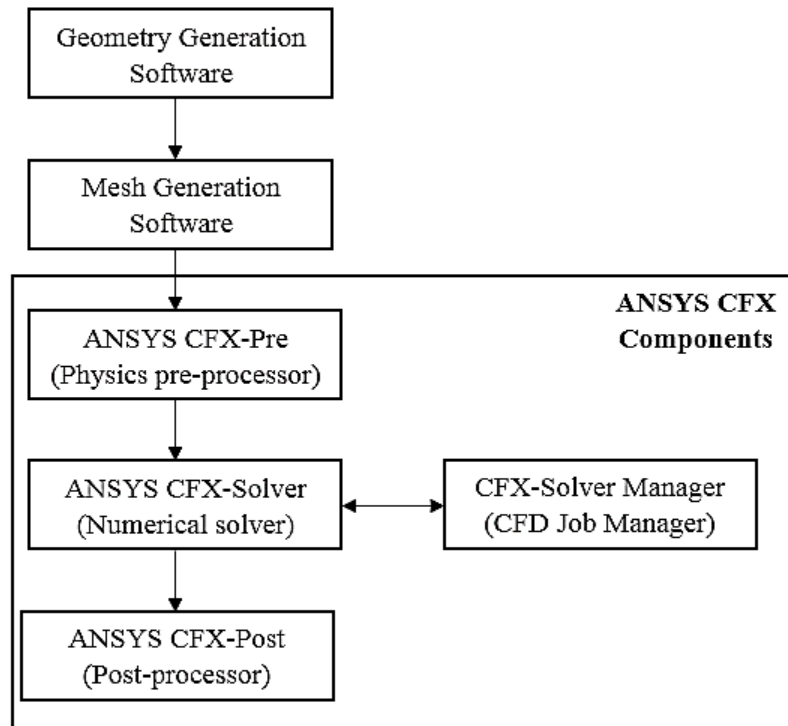 Geometry Generation
Software
Mesh Generation
Software
ANSYS CFX
Components
ANSYS CFX-Pre
(Physics pre-processor)
ANSYS CFX-Solver
(Numerical solver)
CFX-Solver Manager
(CFD Job Manager)
ANSYS CFX-Post
(Post-processor)